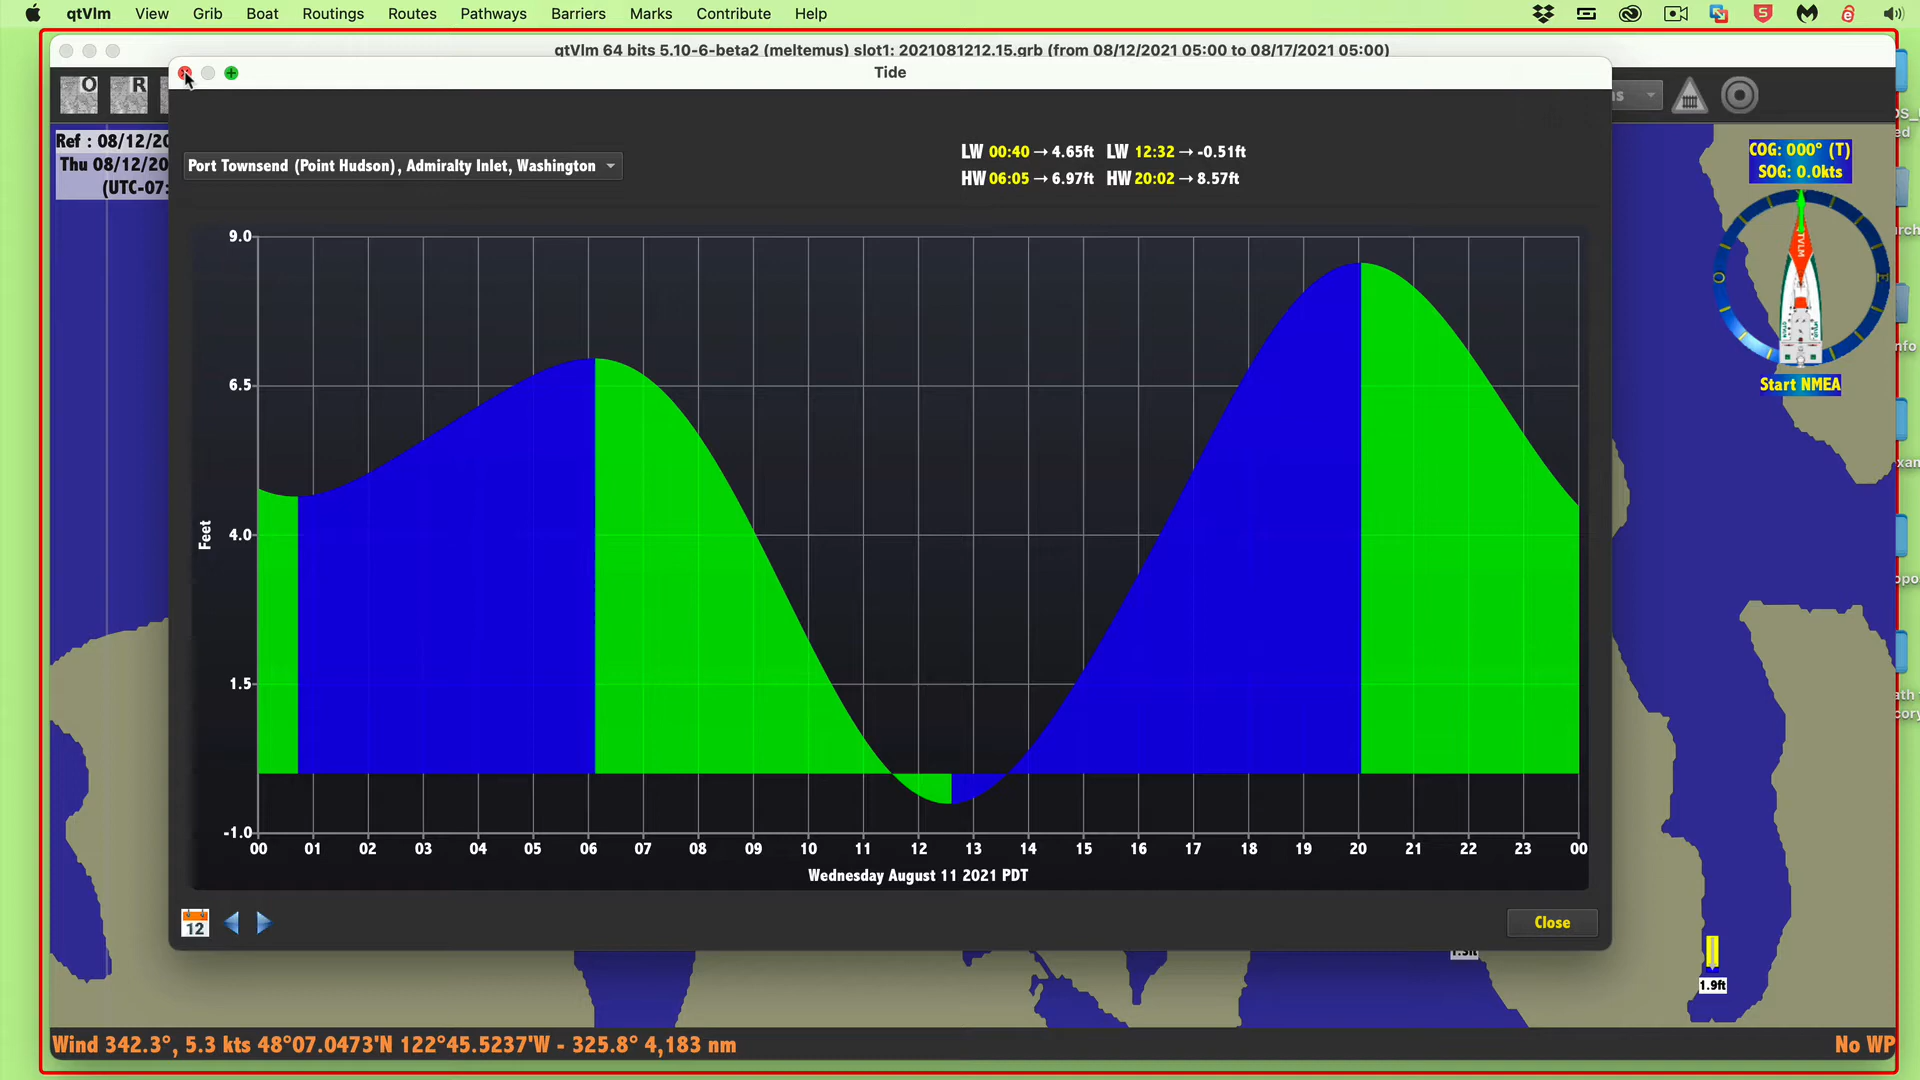 qtVlm View Grib Boat Routings Routes Pathways Barriers Marks Contribute Help
qtVlm 64 bits 5.10-6-beta2 (meltemus) slot1: 2021081212.15.grb (from 08/12/2021 05:00 to 08/17/2021 05:00)
Tide
O R
Ref : 08/12/20
Thu 08/12/20
(UTC-07:
Port Townsend (Point Hudson), Admiralty Inlet, Washington
LW 00:40 → 4.65ft LW 12:32 → -0.51ft
HW 06:05 → 6.97ft HW 20:02 → 8.57ft
COG: 000° (T)
SOG: 0.0kts
Start NMEA
9.0
6.5
4.0
1.5
-1.0
Feet
00 01 02 03 04 05 06 07 08 09 10 11 12 13 14 15 16 17 18 19 20 21 22 23 00
Wednesday August 11 2021 PDT
12
Close
1.9ft
Wind 342.3°, 5.3 kts 48°07.0473'N 122°45.5237'W - 325.8° 4,183 nm
No WP